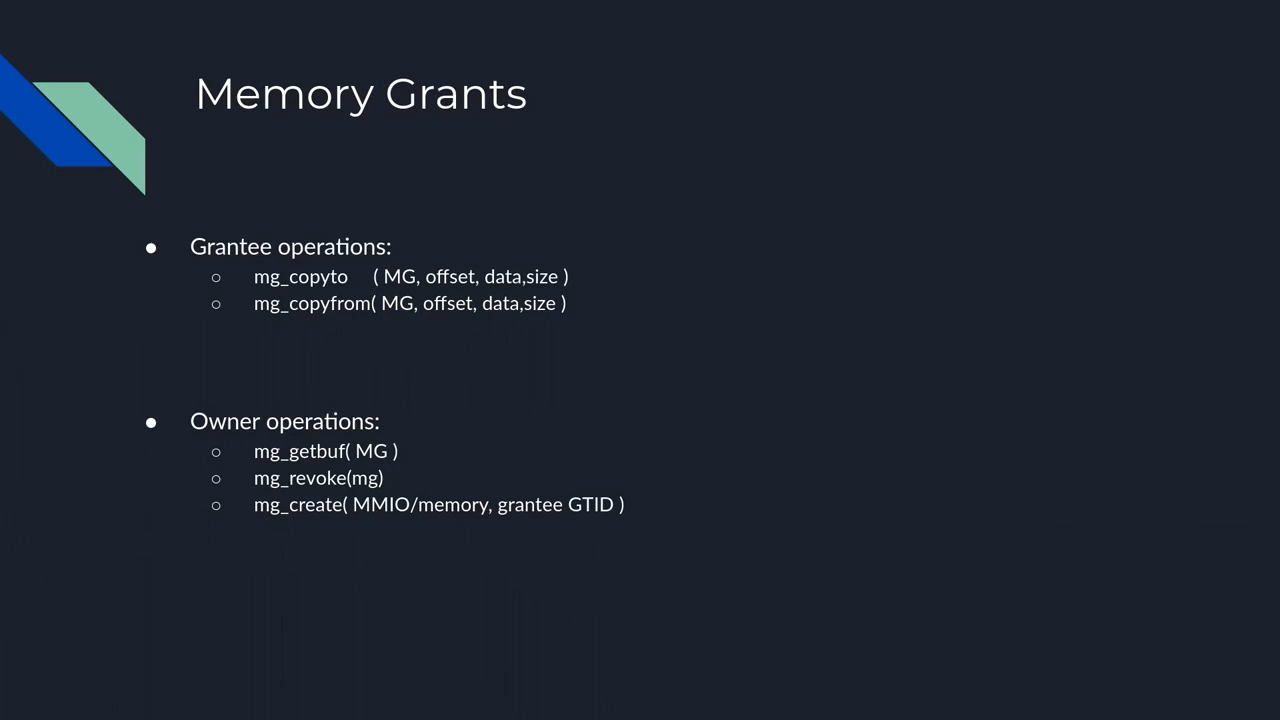 Memory Grants
● Grantee operations:
○ mg_copyto ( MG, offset, data,size )
○ mg_copyfrom( MG, offset, data,size )
● Owner operations:
○ mg_getbuf( MG )
○ mg_revoke(mg)
○ mg_create( MMIO/memory, grantee GTID )